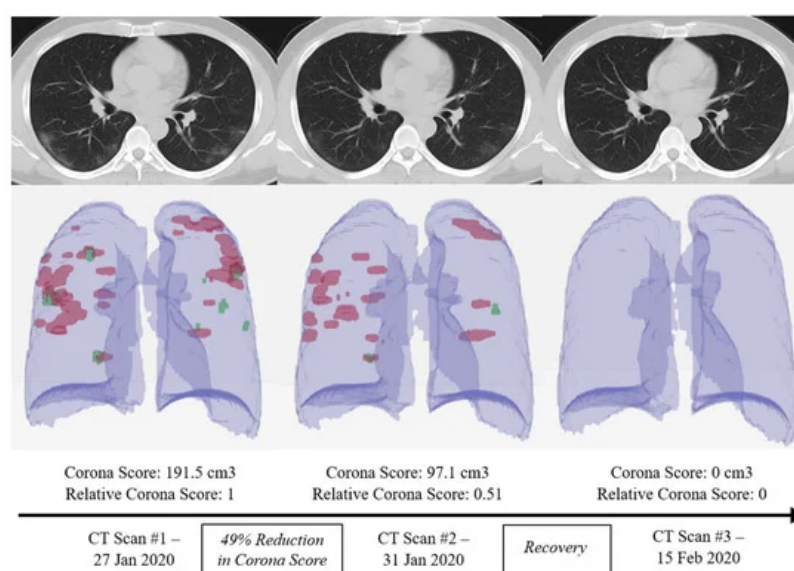 Corona Score: 191.5 cm3
Relative Corona Score: 1
Corona Score: 97.1 cm3
Relative Corona Score: 0.51
Corona Score: 0 cm3
Relative Corona Score: 0
CT Scan #1 –
27 Jan 2020
49% Reduction
in Corona Score
CT Scan #2 –
31 Jan 2020
Recovery
CT Scan #3 –
15 Feb 2020